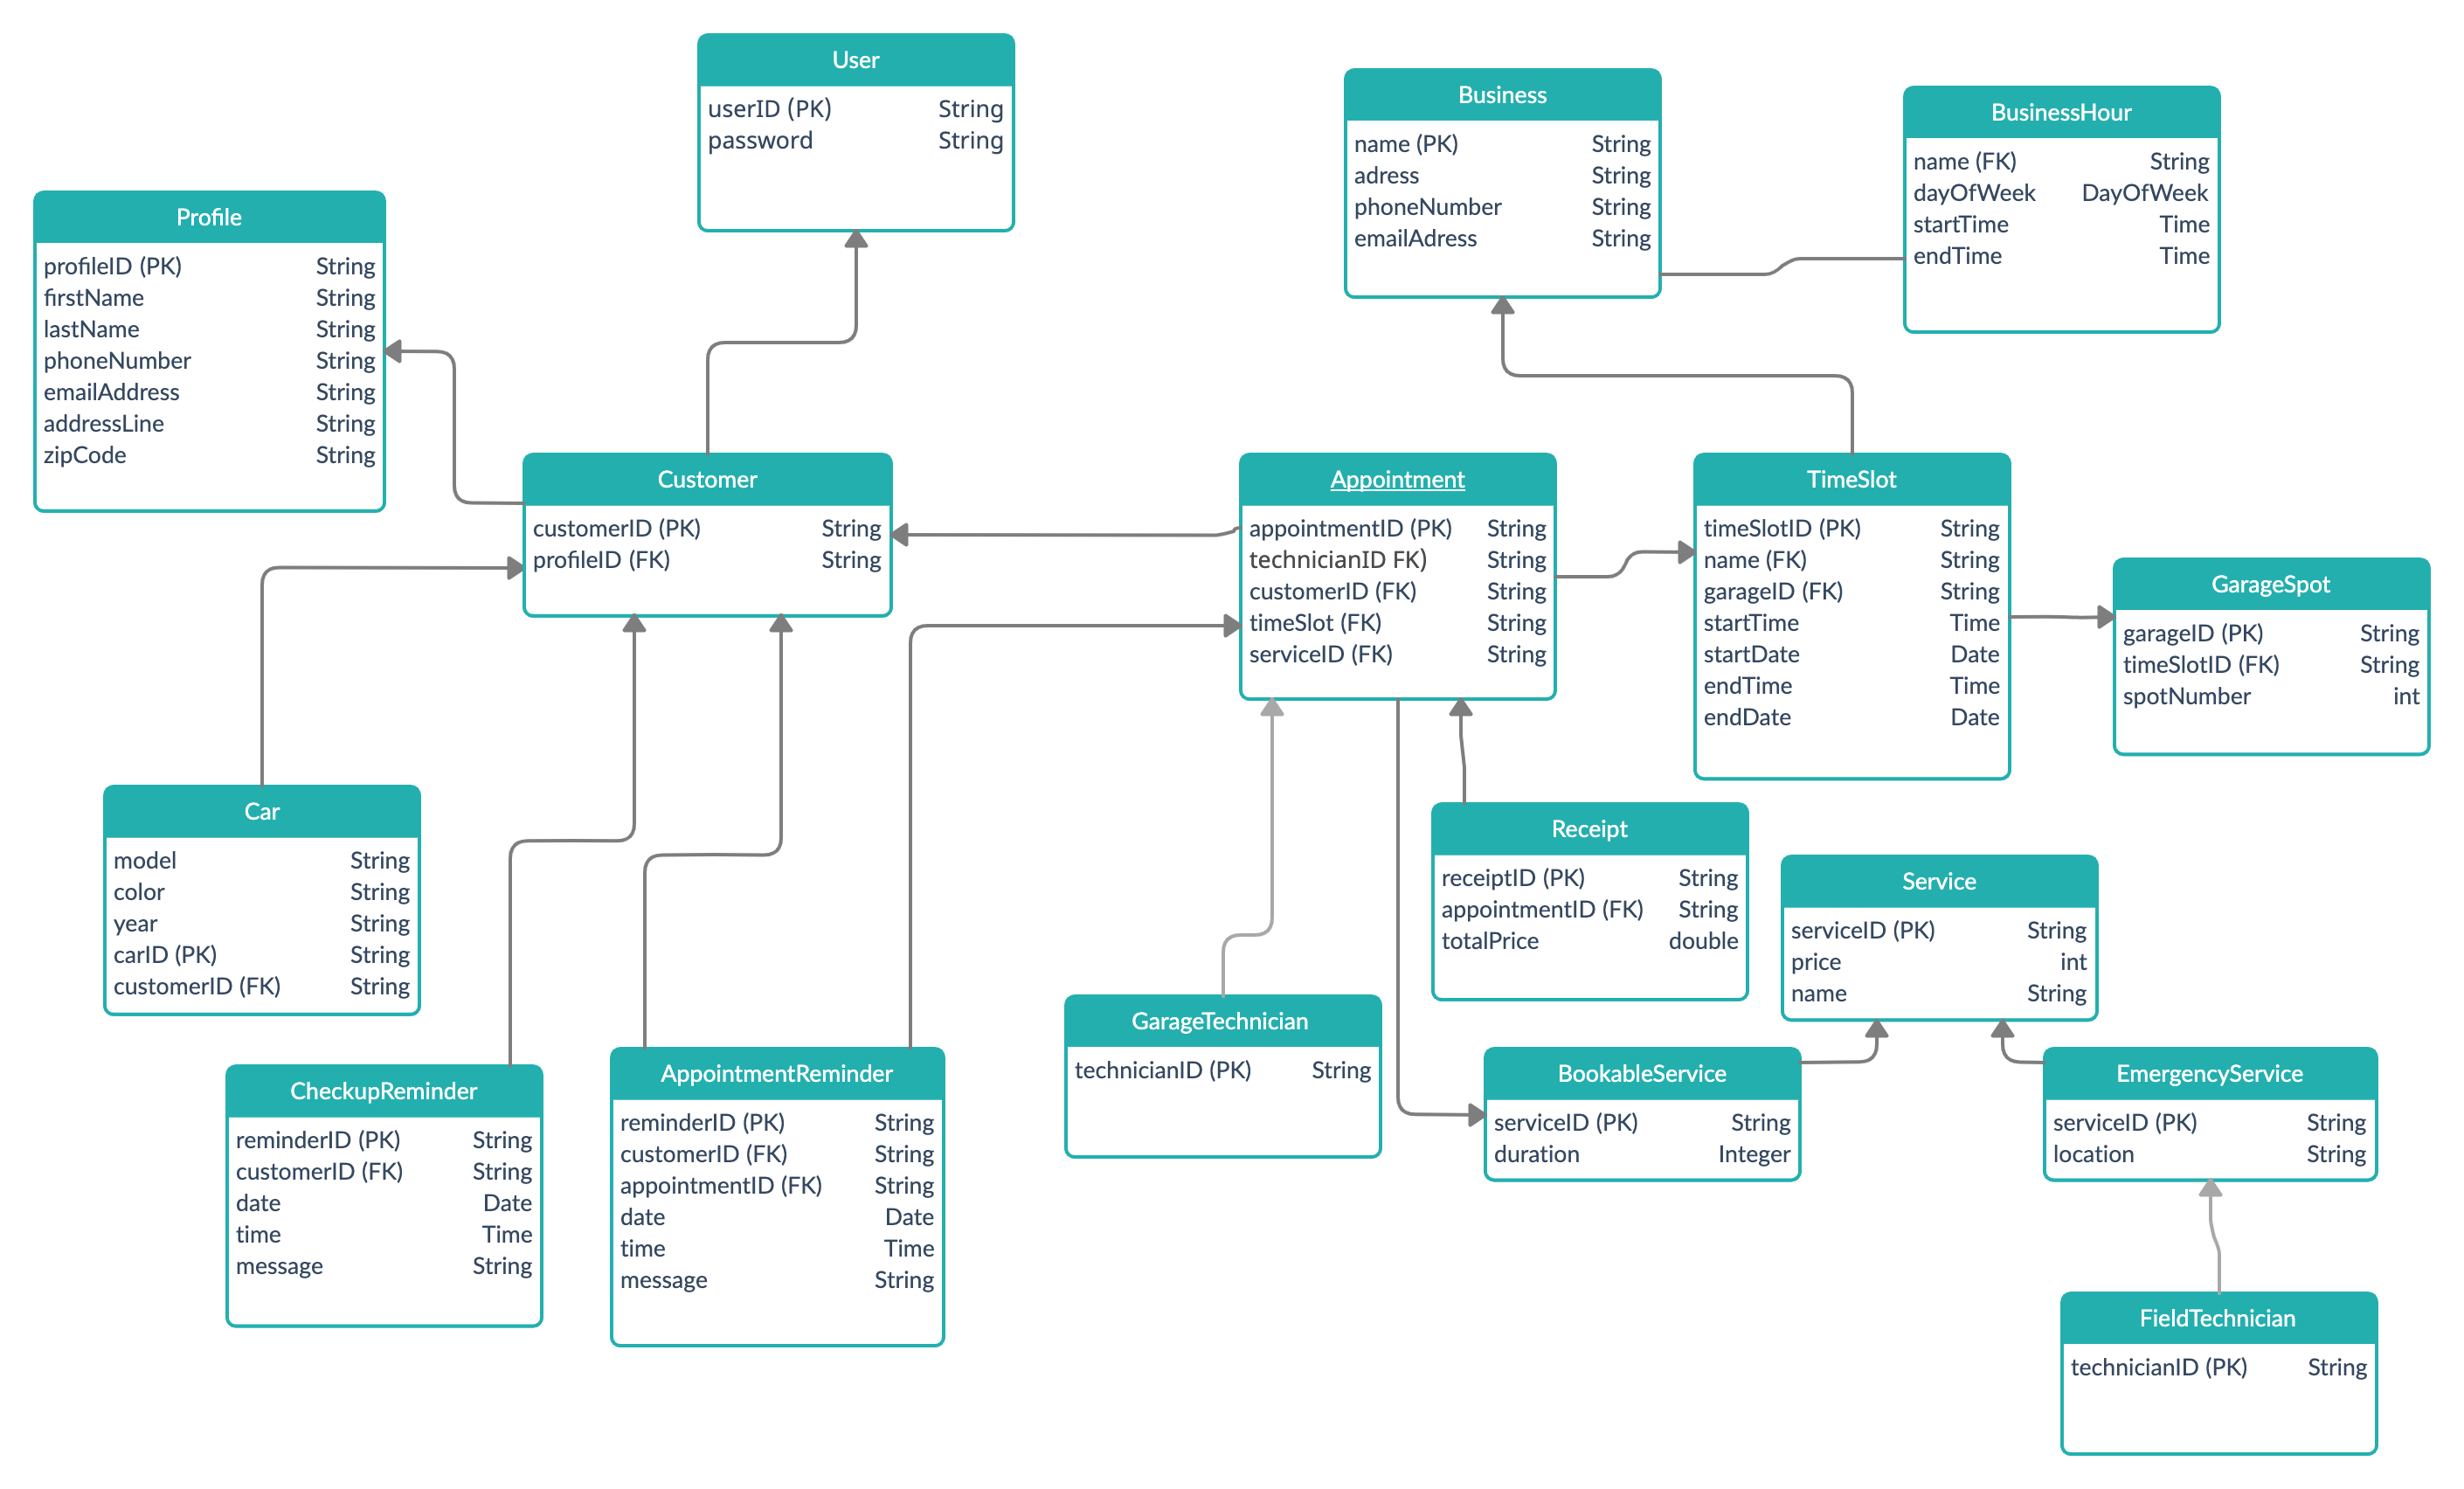 User
userID (PK) String
password String
Business
name (PK) String
adress String
phoneNumber String
emailAdress String
BusinessHour
name (FK) String
dayOfWeek DayOfWeek
startTime Time
endTime Time
Profile
profileID (PK) String
firstName String
lastName String
phoneNumber String
emailAddress String
addressLine String
zipCode String
Customer
customerID (PK) String
profileID (FK) String
Appointment
appointmentID (PK) String
technicianID FK) String
customerID (FK) String
timeSlot (FK) String
serviceID (FK) String
TimeSlot
timeSlotID (PK) String
name (FK) String
garageID (FK) String
startTime Time
startDate Date
endTime Time
endDate Date
GarageSpot
garageID (PK) String
timeSlotID (FK) String
spotNumber int
Car
model String
color String
year String
carID (PK) String
customerID (FK) String
Receipt
receiptID (PK) String
appointmentID (FK) String
totalPrice double
Service
serviceID (PK) String
price int
name String
CheckupReminder
reminderID (PK) String
customerID (FK) String
date Date
time Time
message String
AppointmentReminder
reminderID (PK) String
customerID (FK) String
appointmentID (FK) String
date Date
time Time
message String
GarageTechnician
technicianID (PK) String
BookableService
serviceID (PK) String
duration Integer
EmergencyService
serviceID (PK) String
location String
FieldTechnician
technicianID (PK) String